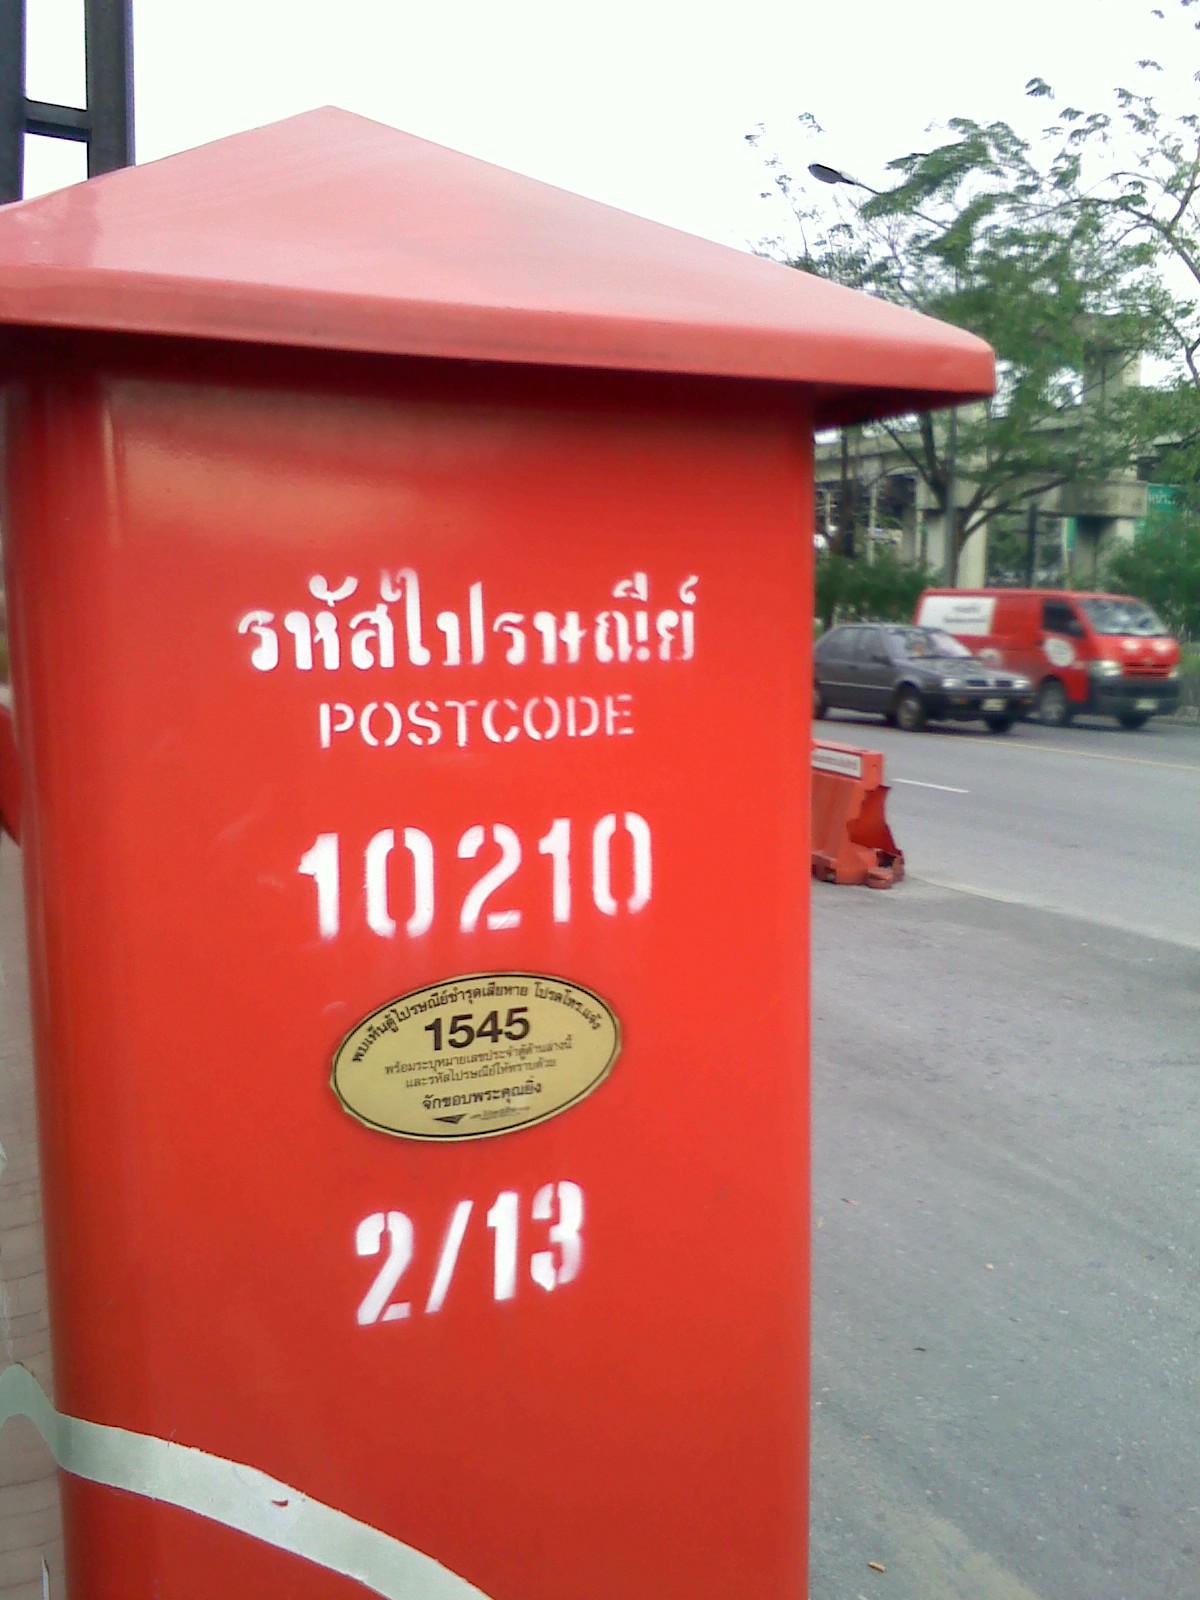 รหัสไปรษณีย์
POSTCODE
10210
พบเห็นตู้ไปรษณีย์ชำรุดเสียหาย โปรดโทร.แจ้ง
1545
พร้อมระบุหมายเลขประจำตู้ด้านล่างนี้
และรหัสไปรษณีย์ให้ทราบด้วย
จักขอบพระคุณยิ่ง
2/13